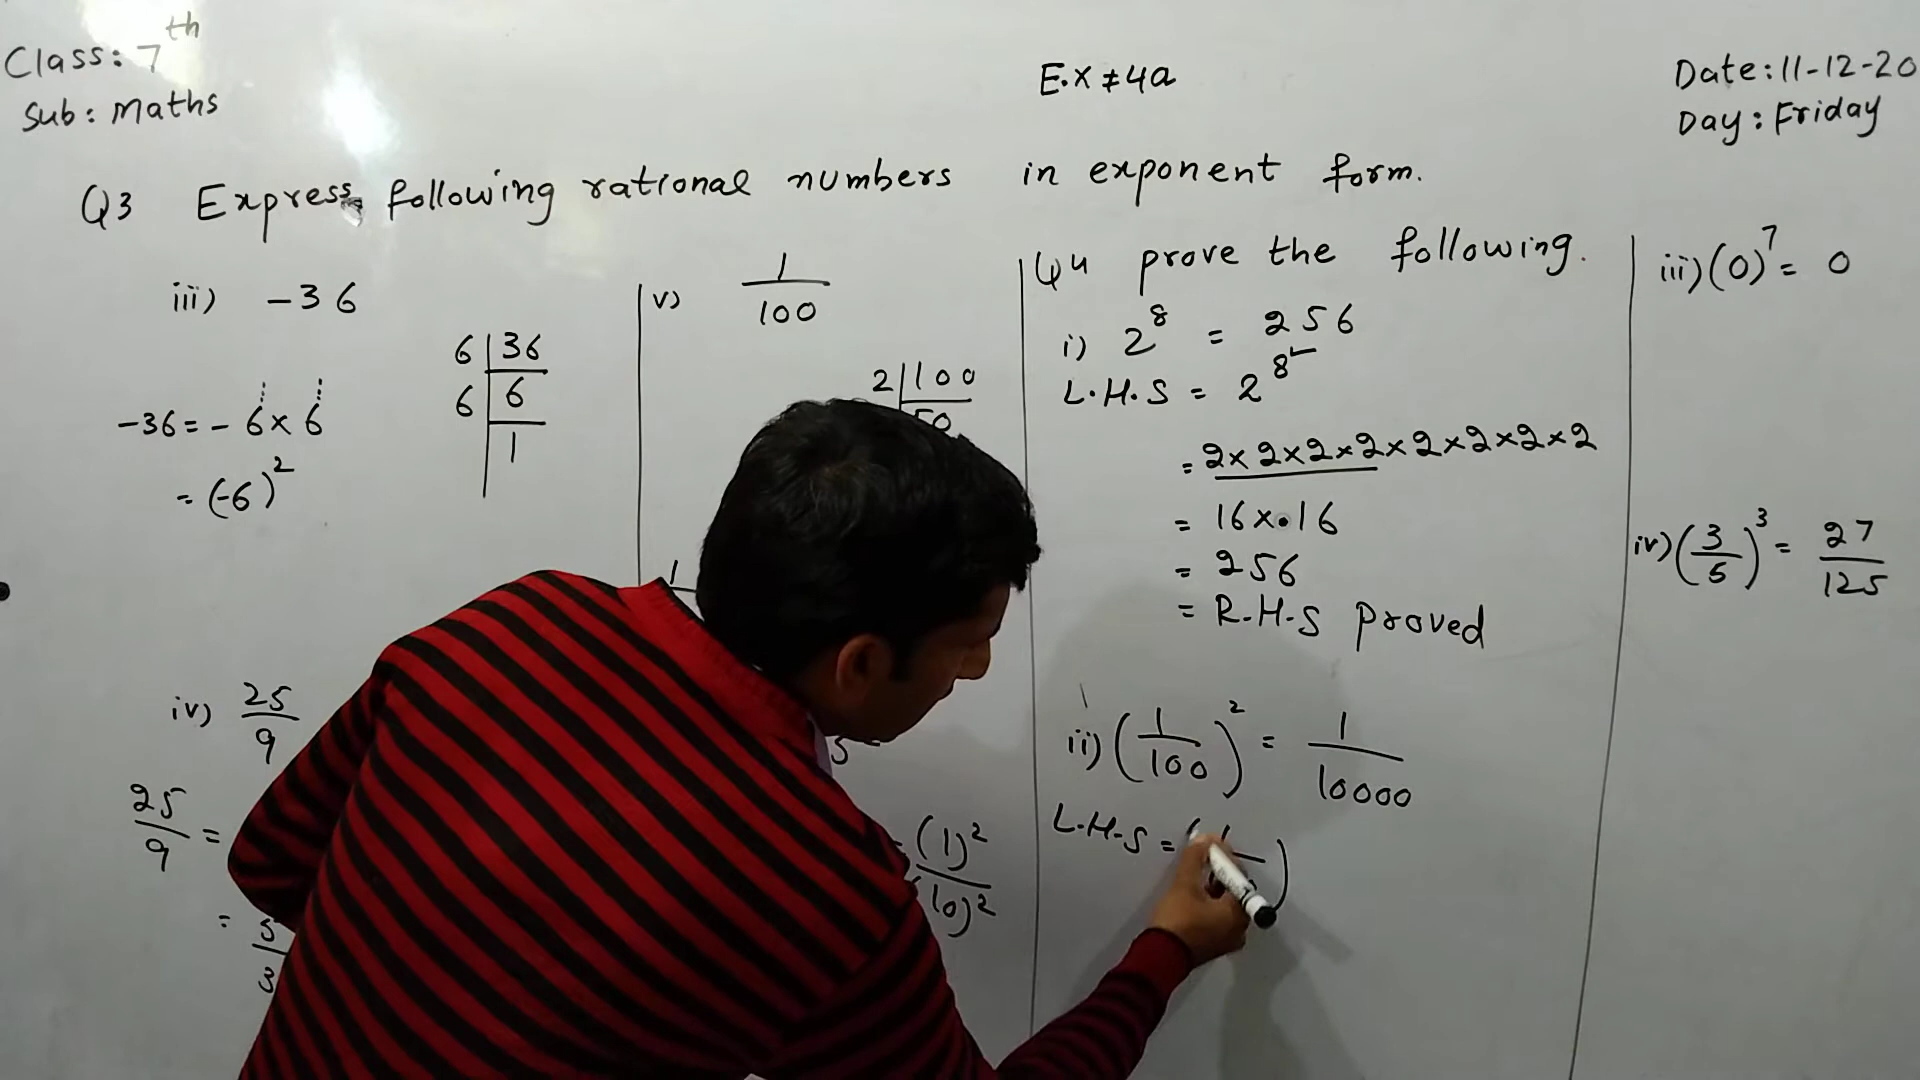 Class: 7th
Sub: Maths
E.X # 4a
Date: 11-12-20
Day: Friday
Q3 Express following rational numbers in exponent form.
iii) -36
6 | 36
6 | 6
1
-36 = - 6 × 6
= (-6)²
iv) 25/9
25/9 =
= 5/3
v) 1/100
2 | 100
50
1
5
= (1)²/(10)²
Q4 prove the following.
i) 2⁸ = 256
L.H.S = 2⁸
= 2×2×2×2×2×2×2×2
= 16×16
= 256
= R.H.S proved
ii) (1/100)² = 1/10000
L.H.S = (1/ )
iii) (0)⁷ = 0
iv) (3/5)³ = 27/125